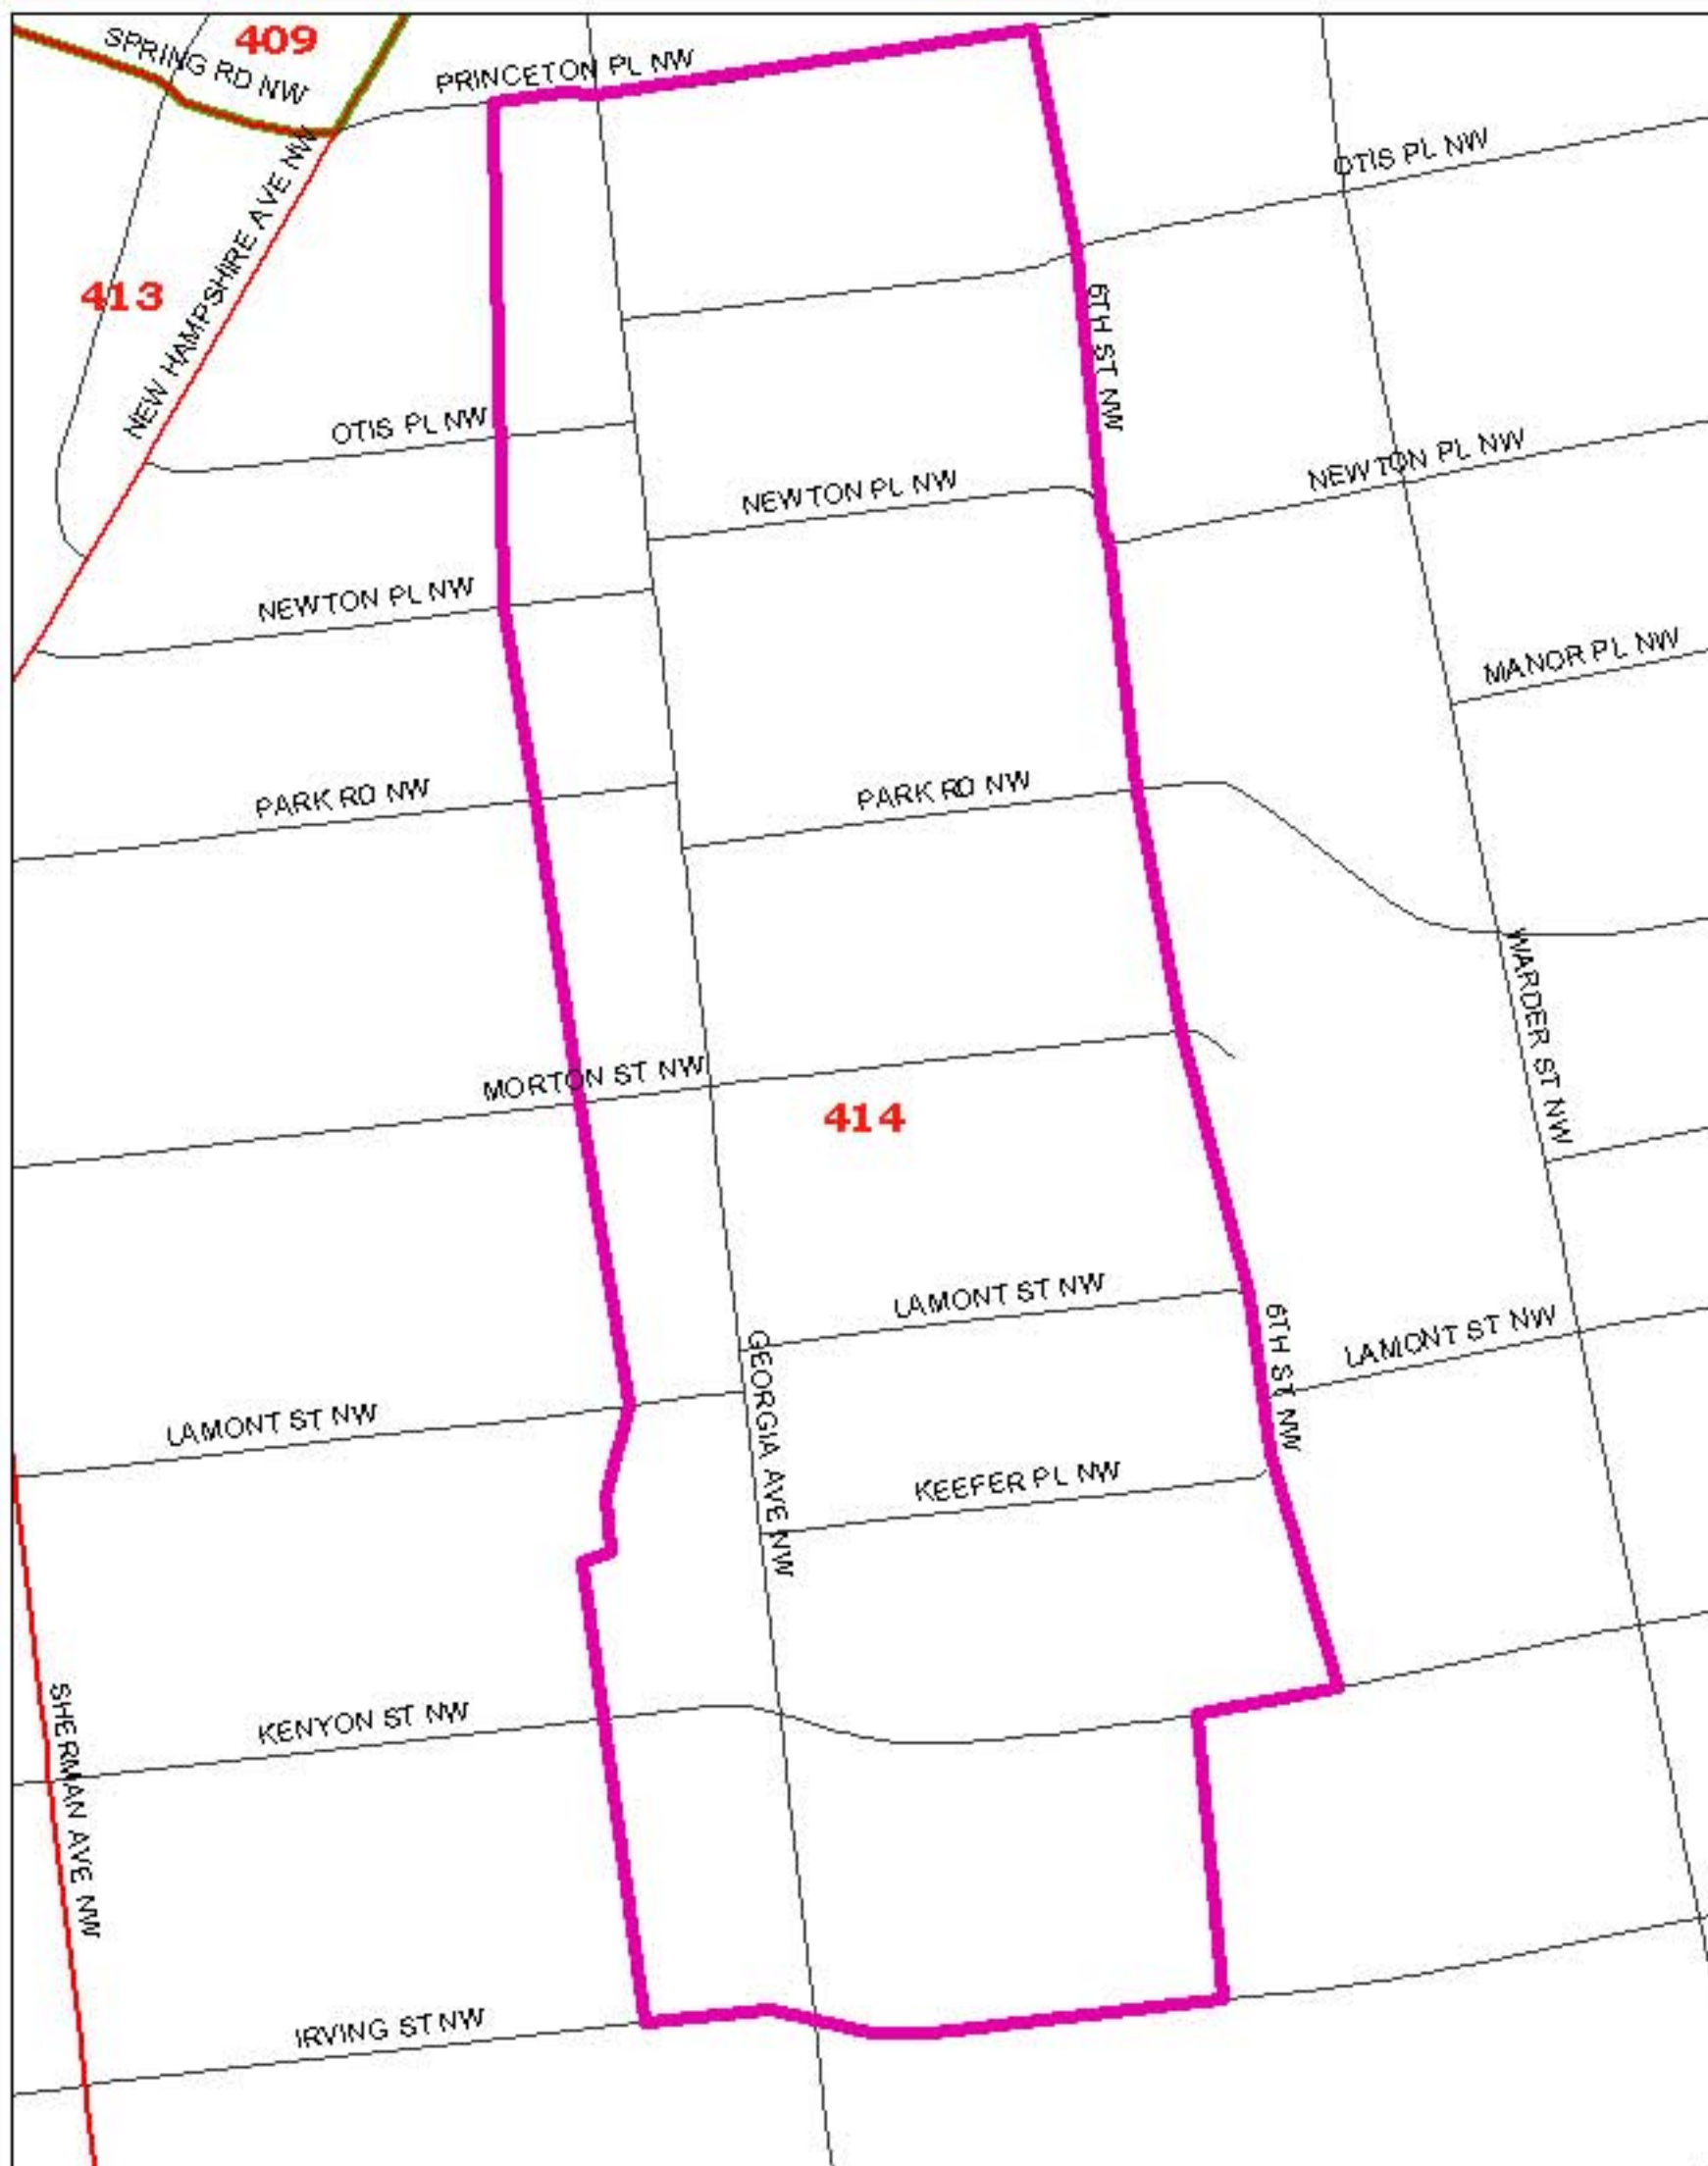 409
SPRING RD NW
PRINCETON PL NW
OTIS PL NW
NEW HAMPSHIRE AVE NW
413
6TH ST NW
OTIS PL NW
NEWTON PL NW
NEWTON PL NW
NEWTON PL NW
MANOR PL NW
PARK RD NW
PARK RD NW
WARDER ST NW
MORTON ST NW
414
LAMONT ST NW
6TH ST NW
LAMONT ST NW
GEORGIA AVE NW
LAMONT ST NW
KEEFER PL NW
KENYON ST NW
SHERMAN AVE NW
IRVING ST NW